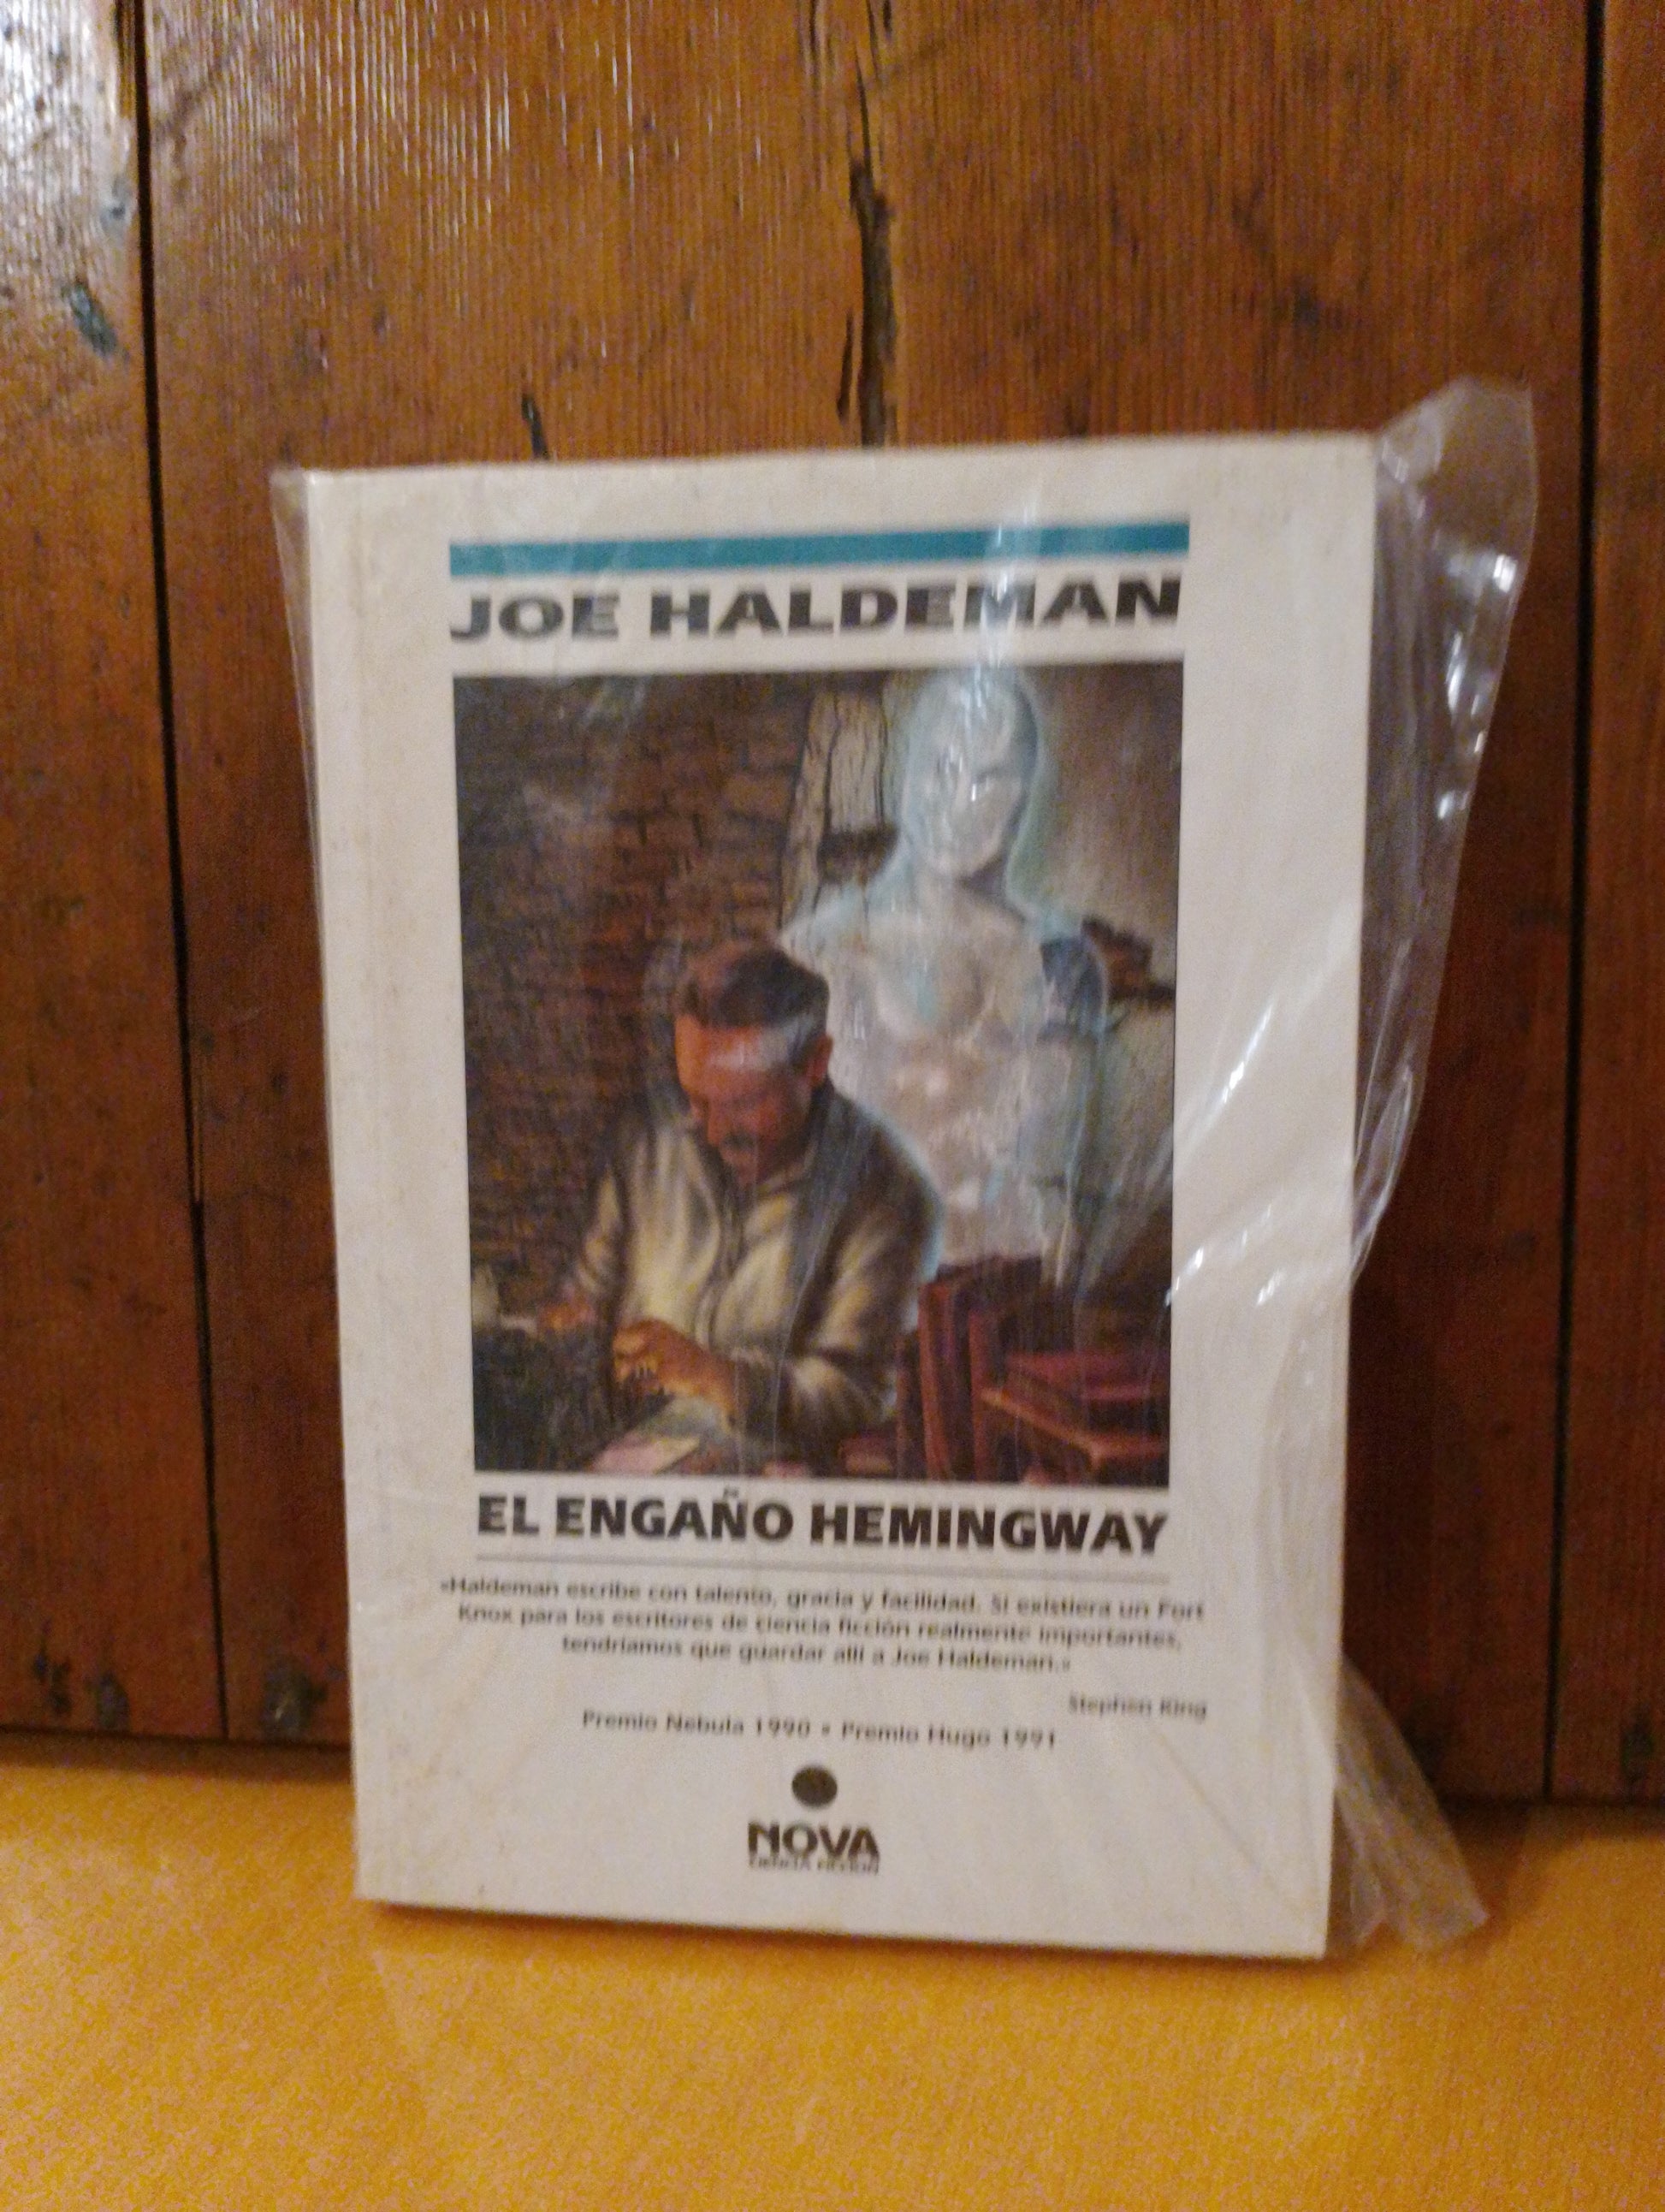 JOE HALDEMAN
EL ENGAÑO HEMINGWAY
«Haldeman escribe con talento, gracia y facilidad. Si existiera un Fort
Knox para los escritores de ciencia ficción realmente importantes,
tendríamos que guardar allí a Joe Haldeman.»
Stephen King
Premio Nebula 1990 • Premio Hugo 1991
NOVA
CIENCIA FICCIÓN